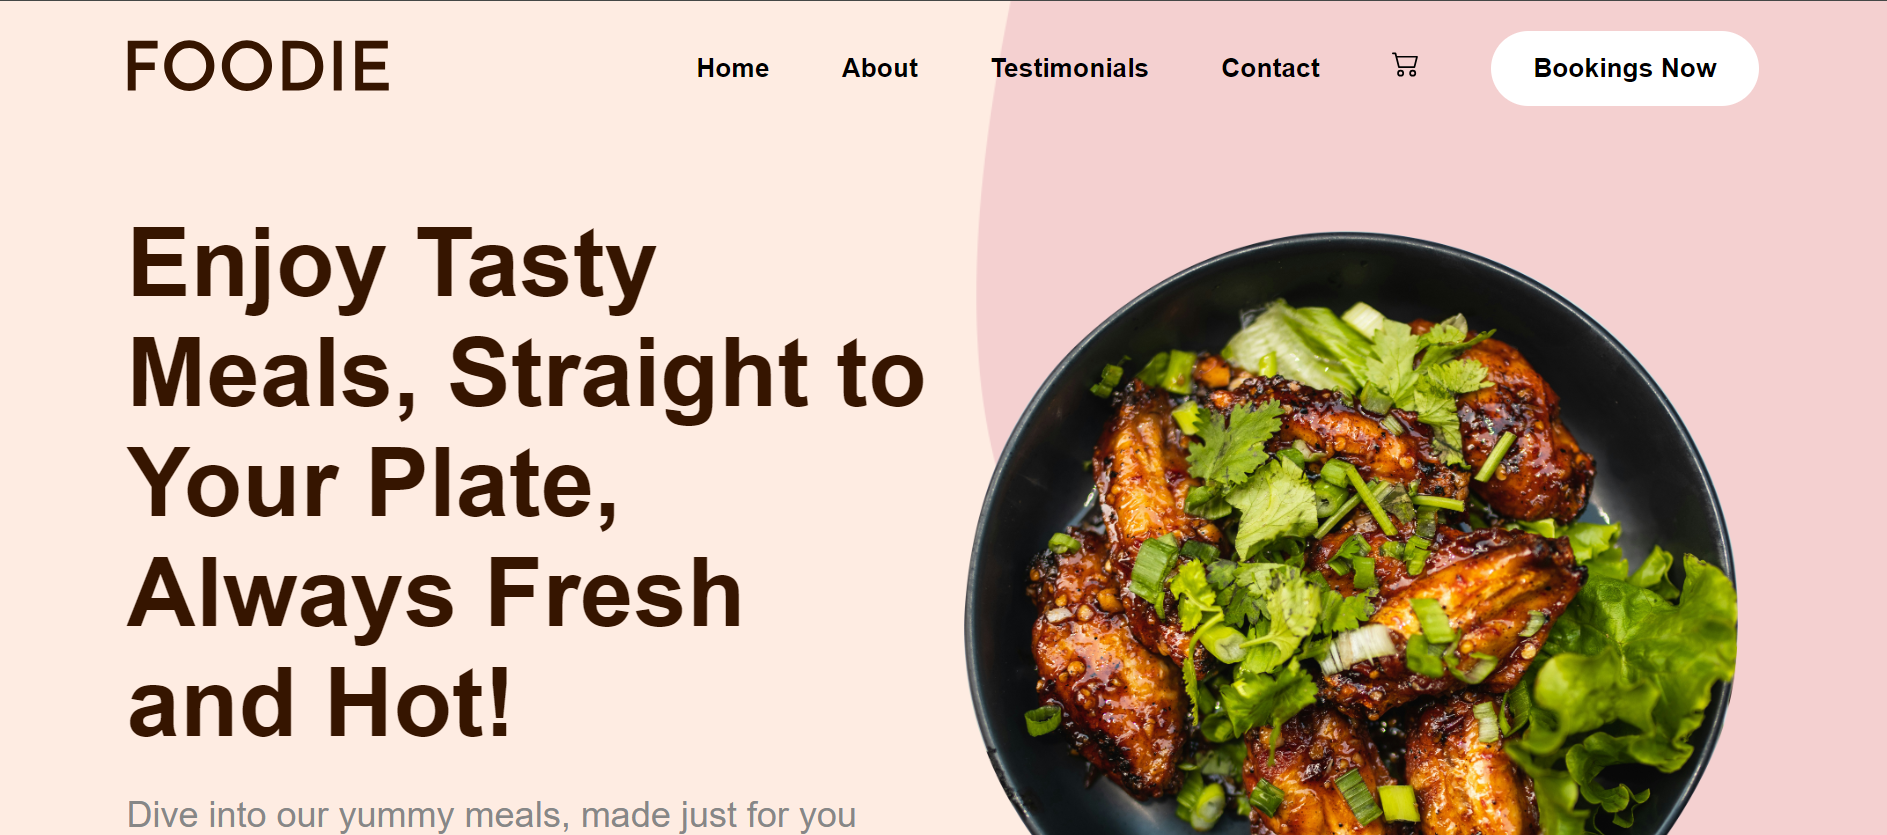 FOODIE
Home About Testimonials Contact Bookings Now
Enjoy Tasty
Meals, Straight to
Your Plate,
Always Fresh
and Hot!
Dive into our yummy meals, made just for you